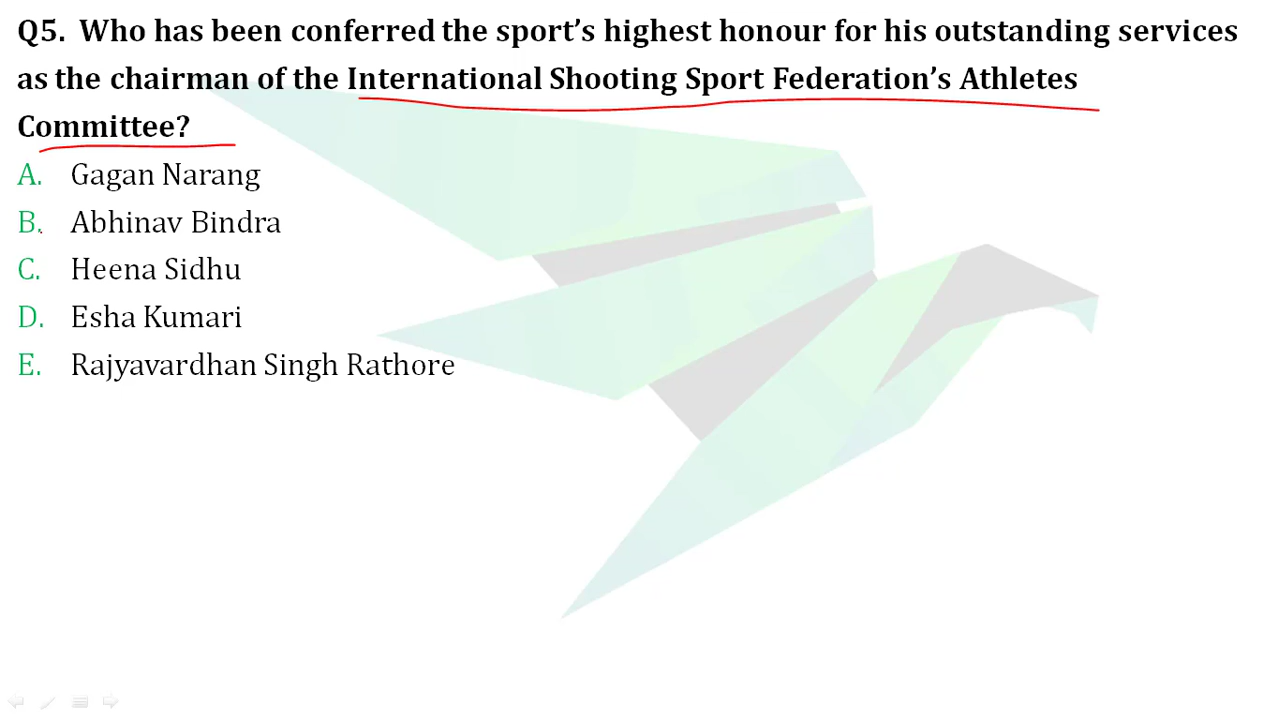 Q5. Who has been conferred the sport’s highest honour for his outstanding services
as the chairman of the International Shooting Sport Federation’s Athletes
Committee?
A. Gagan Narang
B. Abhinav Bindra
C. Heena Sidhu
D. Esha Kumari
E. Rajyavardhan Singh Rathore